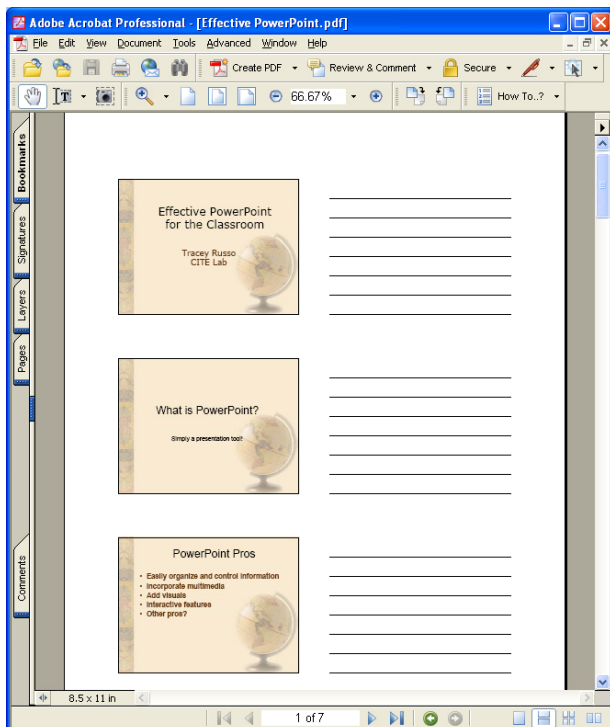 Adobe Acrobat Professional - [Effective PowerPoint.pdf]
File Edit View Document Tools Advanced Window Help
Create PDF Review & Comment Secure
66.67% How To..?
Bookmarks
Signatures
Layers
Pages
Comments
Effective PowerPoint
for the Classroom
Tracey Russo
CITE Lab
What is PowerPoint?
Simply a presentation tool!
PowerPoint Pros
• Easily organize and control information
• Incorporate multimedia
• Add visuals
• Interactive features
• Other pros?
8.5 x 11 in
1 of 7